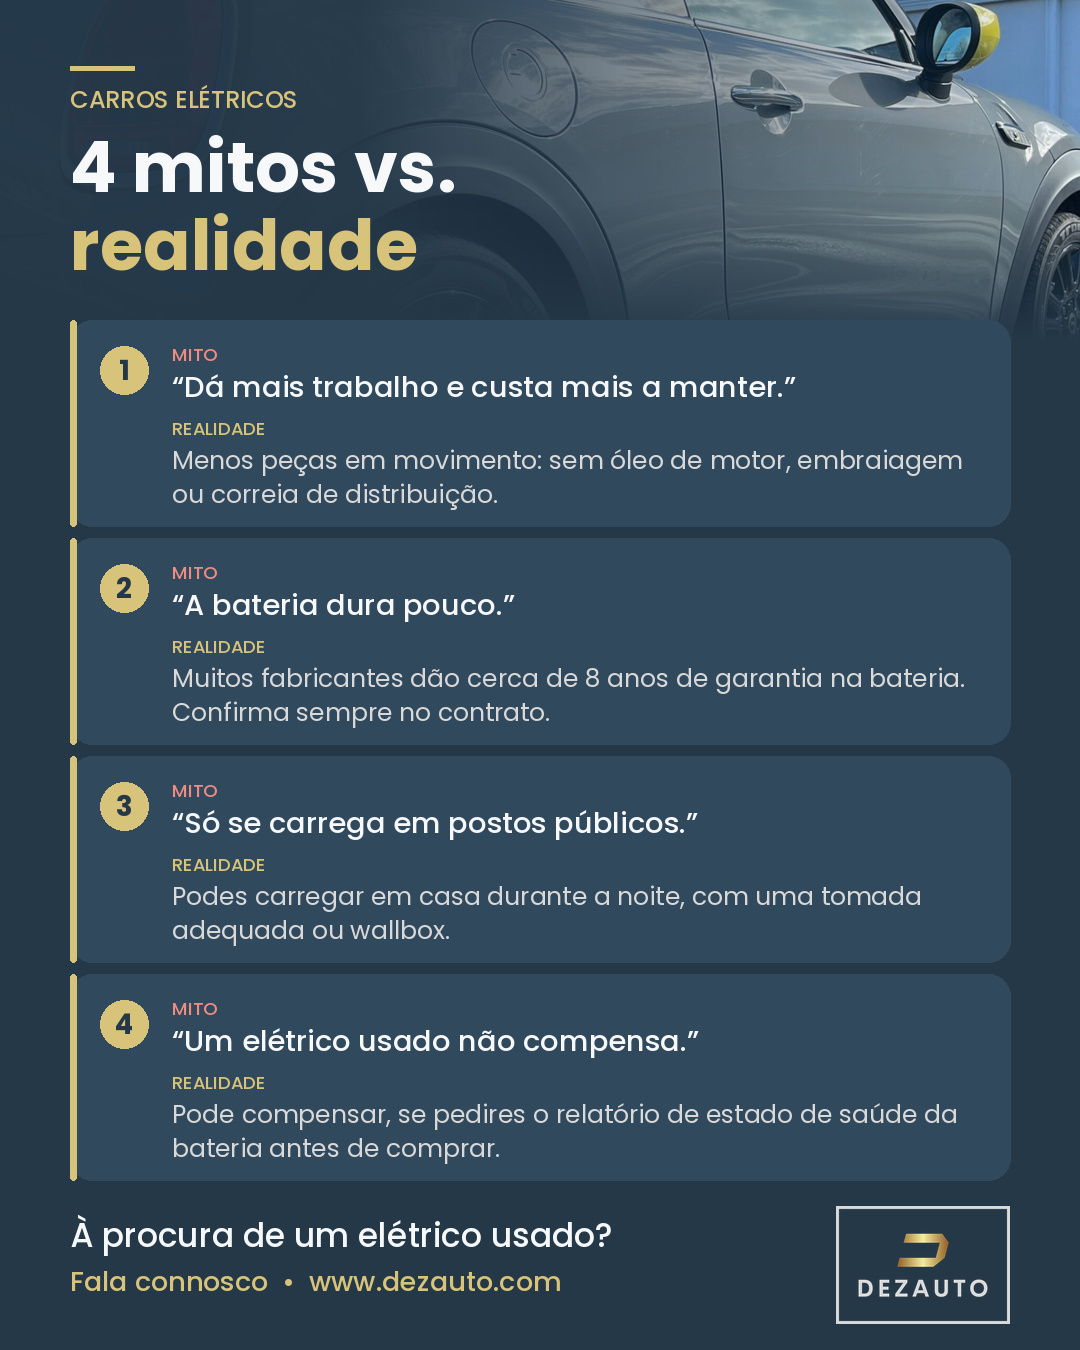 CARROS ELÉTRICOS
4 mitos vs.
realidade
1
MITO
“Dá mais trabalho e custa mais a manter.”
REALIDADE
Menos peças em movimento: sem óleo de motor, embraiagem
ou correia de distribuição.
2
MITO
“A bateria dura pouco.”
REALIDADE
Muitos fabricantes dão cerca de 8 anos de garantia na bateria.
Confirma sempre no contrato.
3
MITO
“Só se carrega em postos públicos.”
REALIDADE
Podes carregar em casa durante a noite, com uma tomada
adequada ou wallbox.
4
MITO
“Um elétrico usado não compensa.”
REALIDADE
Pode compensar, se pedires o relatório de estado de saúde da
bateria antes de comprar.
À procura de um elétrico usado?
Fala connosco • www.dezauto.com
DEZAUTO